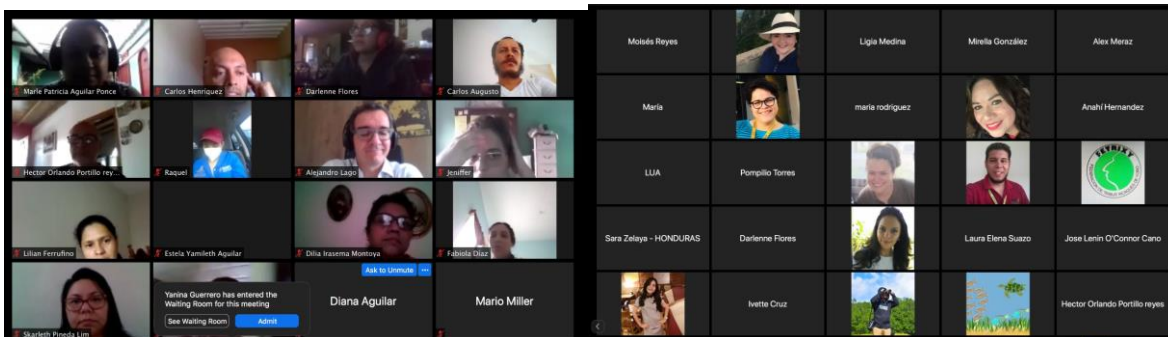 Marle Patricia Aguilar Ponce
Carlos Henriquez
Darlenne Flores
Carlos Augusto
Hector Orlando Portillo rey...
Raquel
Alejandro Lago
Jeniffer
Lilian Ferrufino
Estela Yamileth Aguilar
Dilia Irasema Montoya
Fabiola Díaz
Ask to Unmute
Yanina Guerrero has entered the
Waiting Room for this meeting
See Waiting Room
Admit
Diana Aguilar
Mario Miller
Skarleth Pineda Lim
Moisés Reyes
Ligia Medina
Mirella González
Alex Meraz
María
maria rodriguez
Anahí Hernandez
LUA
Pompilio Torres
Sara Zelaya - HONDURAS
Darlenne Flores
Laura Elena Suazo
Jose Lenin O'Connor Cano
Ivette Cruz
Hector Orlando Portillo reyes